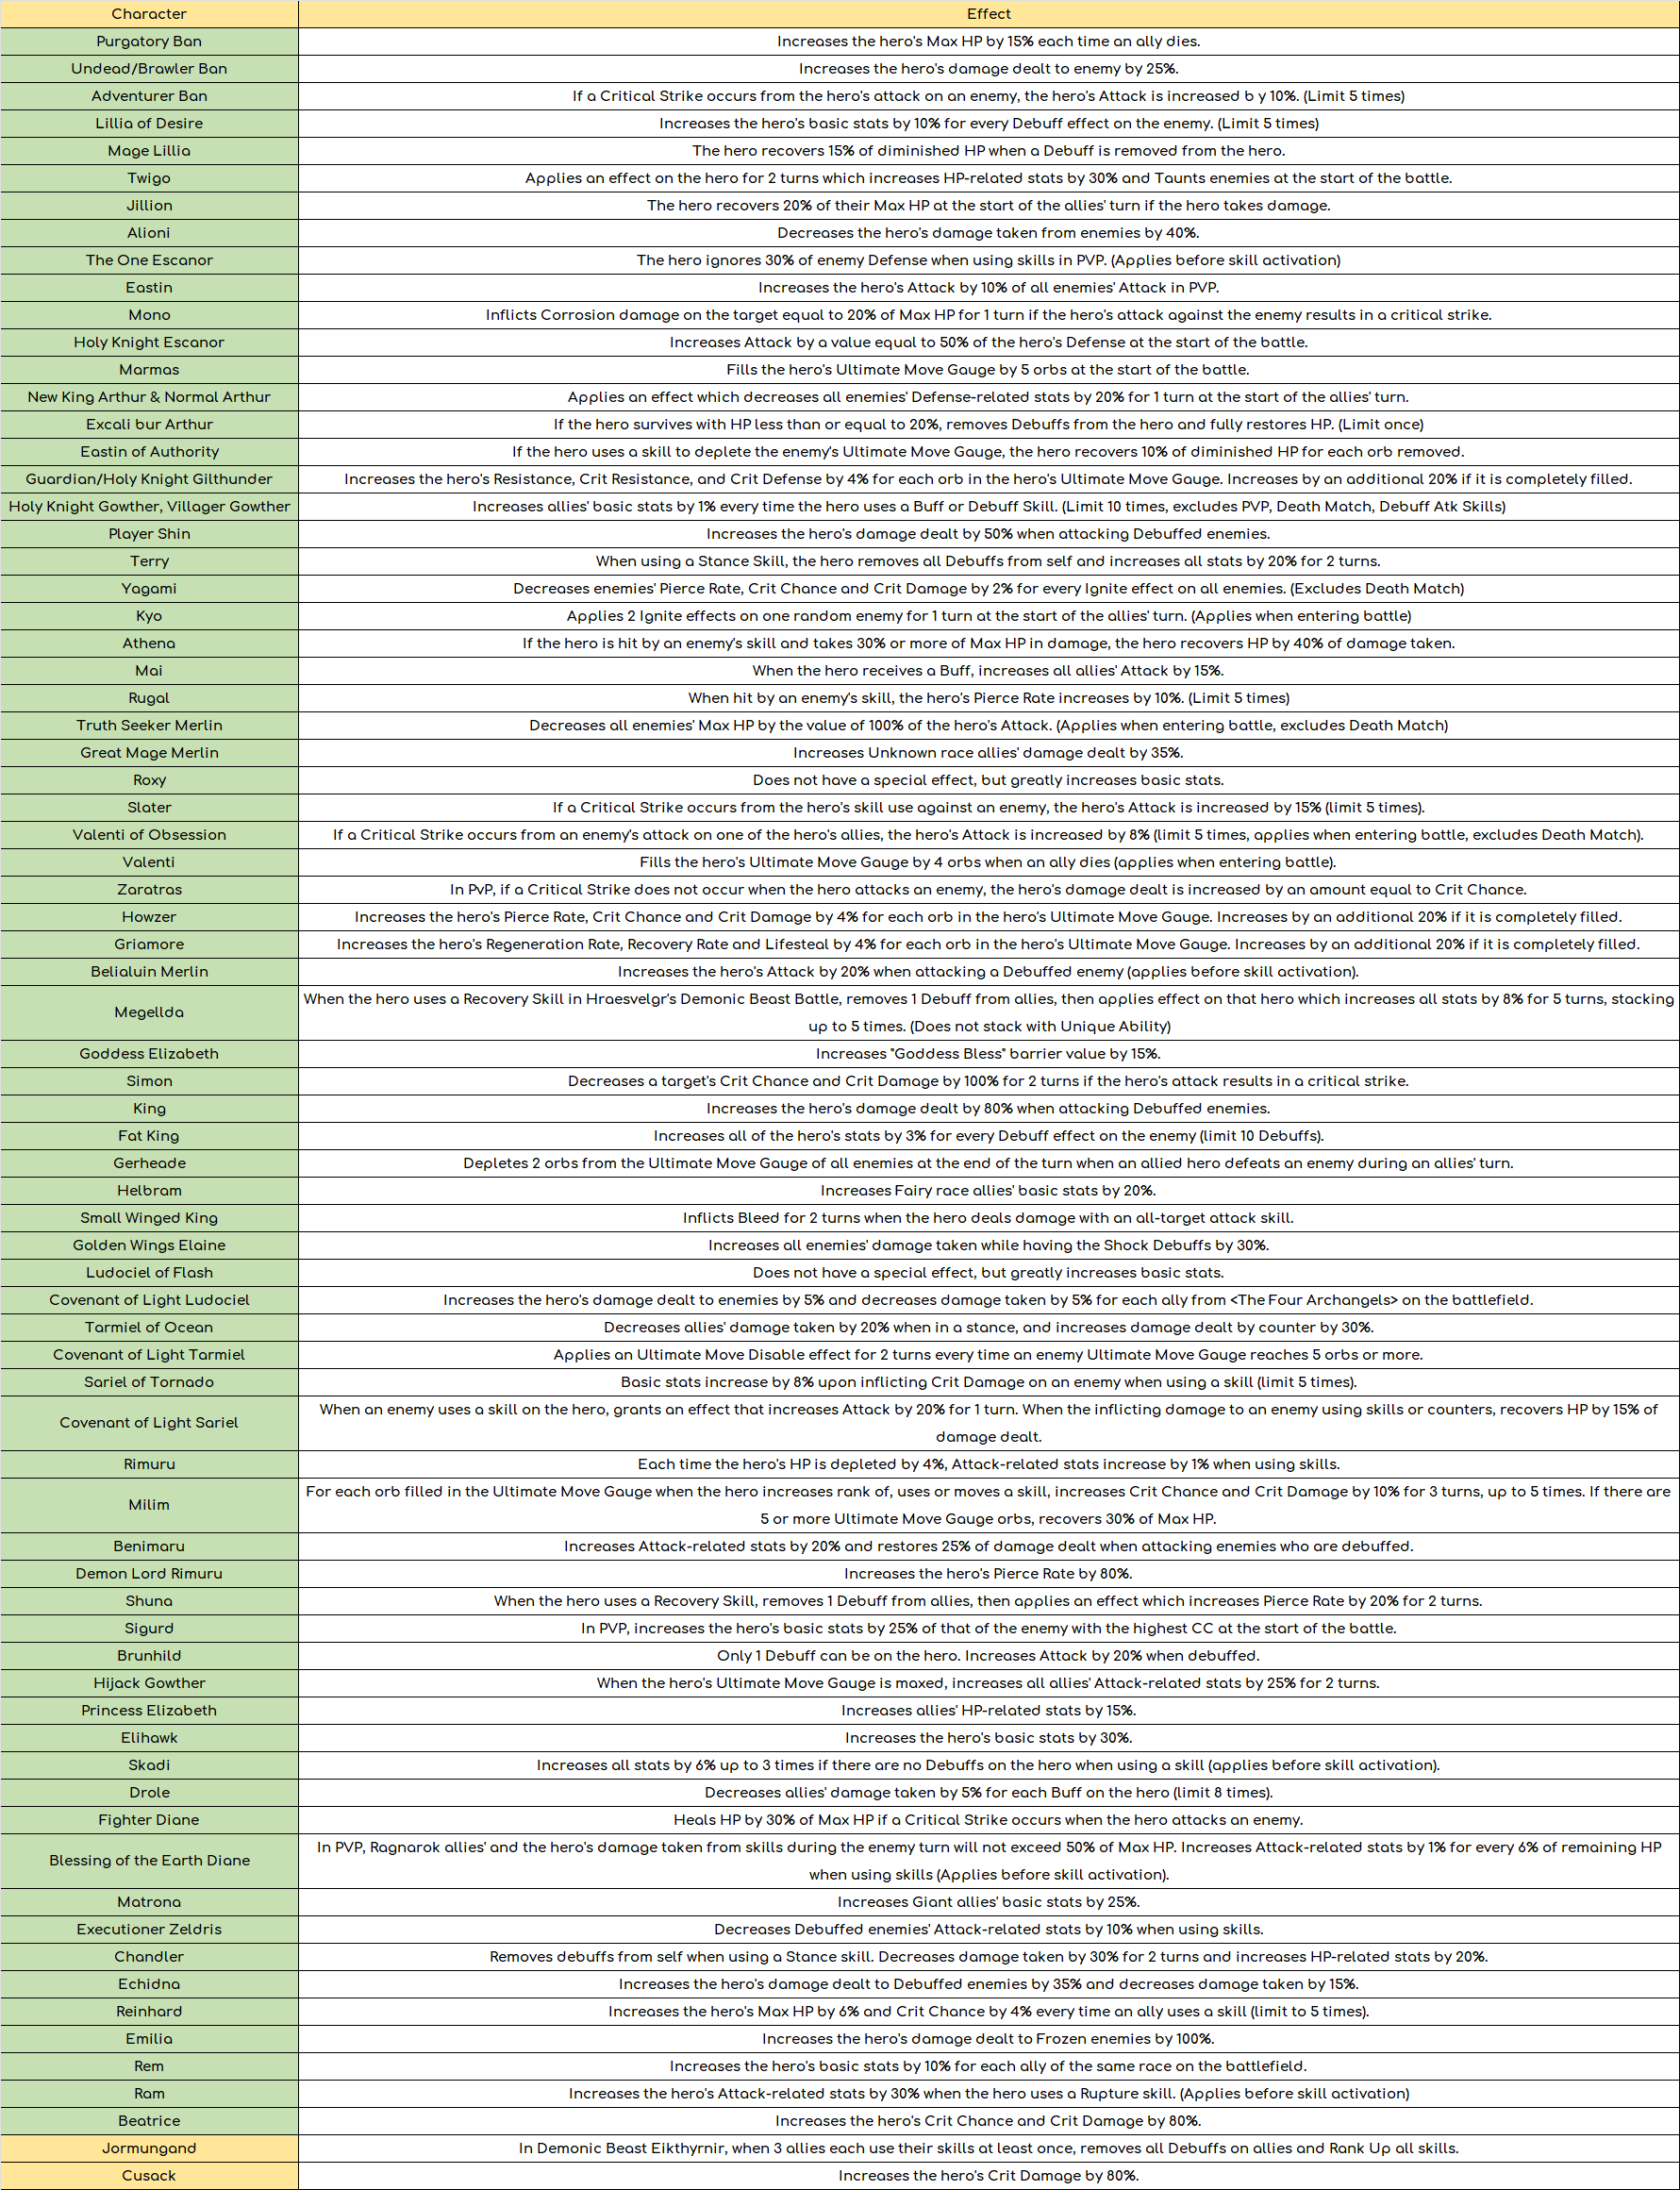 Character Effect
Purgatory Ban Increases the hero's Max HP by 15% each time an ally dies.
Undead/Brawler Ban Increases the hero's damage dealt to enemy by 25%.
Adventurer Ban If a Critical Strike occurs from the hero's attack on an enemy, the hero's Attack is increased b y 10%. (Limit 5 times)
Lillia of Desire Increases the hero's basic stats by 10% for every Debuff effect on the enemy. (Limit 5 times)
Mage Lillia The hero recovers 15% of diminished HP when a Debuff is removed from the hero.
Twigo Applies an effect on the hero for 2 turns which increases HP-related stats by 30% and Taunts enemies at the start of the battle.
Jillion The hero recovers 20% of their Max HP at the start of the allies' turn if the hero takes damage.
Alioni Decreases the hero's damage taken from enemies by 40%.
The One Escanor The hero ignores 30% of enemy Defense when using skills in PVP. (Applies before skill activation)
Eastin Increases the hero's Attack by 10% of all enemies' Attack in PVP.
Mono Inflicts Corrosion damage on the target equal to 20% of Max HP for 1 turn if the hero's attack against the enemy results in a critical strike.
Holy Knight Escanor Increases Attack by a value equal to 50% of the hero's Defense at the start of the battle.
Marmas Fills the hero's Ultimate Move Gauge by 5 orbs at the start of the battle.
New King Arthur & Normal Arthur Applies an effect which decreases all enemies' Defense-related stats by 20% for 1 turn at the start of the allies' turn.
Excali bur Arthur If the hero survives with HP less than or equal to 20%, removes Debuffs from the hero and fully restores HP. (Limit once)
Eastin of Authority If the hero uses a skill to deplete the enemy's Ultimate Move Gauge, the hero recovers 10% of diminished HP for each orb removed.
Guardian/Holy Knight Gilthunder Increases the hero's Resistance, Crit Resistance, and Crit Defense by 4% for each orb in the hero's Ultimate Move Gauge. Increases by an additional 20% if it is completely filled.
Holy Knight Gowther, Villager Gowther Increases allies' basic stats by 1% every time the hero uses a Buff or Debuff Skill. (Limit 10 times, excludes PVP, Death Match, Debuff Atk Skills)
Player Shin Increases the hero's damage dealt by 50% when attacking Debuffed enemies.
Terry When using a Stance Skill, the hero removes all Debuffs from self and increases all stats by 20% for 2 turns.
Yagami Decreases enemies' Pierce Rate, Crit Chance and Crit Damage by 2% for every Ignite effect on all enemies. (Excludes Death Match)
Kyo Applies 2 Ignite effects on one random enemy for 1 turn at the start of the allies' turn. (Applies when entering battle)
Athena If the hero is hit by an enemy's skill and takes 30% or more of Max HP in damage, the hero recovers HP by 40% of damage taken.
Mai When the hero receives a Buff, increases all allies' Attack by 15%.
Rugal When hit by an enemy's skill, the hero's Pierce Rate increases by 10%. (Limit 5 times)
Truth Seeker Merlin Decreases all enemies' Max HP by the value of 100% of the hero's Attack. (Applies when entering battle, excludes Death Match)
Great Mage Merlin Increases Unknown race allies' damage dealt by 35%.
Roxy Does not have a special effect, but greatly increases basic stats.
Slater If a Critical Strike occurs from the hero's skill use against an enemy, the hero's Attack is increased by 15% (limit 5 times).
Valenti of Obsession If a Critical Strike occurs from an enemy's attack on one of the hero's allies, the hero's Attack is increased by 8% (limit 5 times, applies when entering battle, excludes Death Match).
Valenti Fills the hero's Ultimate Move Gauge by 4 orbs when an ally dies (applies when entering battle).
Zaratras In PvP, if a Critical Strike does not occur when the hero attacks an enemy, the hero's damage dealt is increased by an amount equal to Crit Chance.
Howzer Increases the hero's Pierce Rate, Crit Chance and Crit Damage by 4% for each orb in the hero's Ultimate Move Gauge. Increases by an additional 20% if it is completely filled.
Griamore Increases the hero's Regeneration Rate, Recovery Rate and Lifesteal by 4% for each orb in the hero's Ultimate Move Gauge. Increases by an additional 20% if it is completely filled.
Belialuin Merlin Increases the hero's Attack by 20% when attacking a Debuffed enemy (applies before skill activation).
Megellda When the hero uses a Recovery Skill in Hraesvelgr's Demonic Beast Battle, removes 1 Debuff from allies, then applies effect on that hero which increases all stats by 8% for 5 turns, stacking
up to 5 times. (Does not stack with Unique Ability)
Goddess Elizabeth Increases "Goddess Bless" barrier value by 15%.
Simon Decreases a target's Crit Chance and Crit Damage by 100% for 2 turns if the hero's attack results in a critical strike.
King Increases the hero's damage dealt by 80% when attacking Debuffed enemies.
Fat King Increases all of the hero's stats by 3% for every Debuff effect on the enemy (limit 10 Debuffs).
Gerheade Depletes 2 orbs from the Ultimate Move Gauge of all enemies at the end of the turn when an allied hero defeats an enemy during an allies' turn.
Helbram Increases Fairy race allies' basic stats by 20%.
Small Winged King Inflicts Bleed for 2 turns when the hero deals damage with an all-target attack skill.
Golden Wings Elaine Increases all enemies' damage taken while having the Shock Debuffs by 30%.
Ludociel of Flash Does not have a special effect, but greatly increases basic stats.
Covenant of Light Ludociel Increases the hero's damage dealt to enemies by 5% and decreases damage taken by 5% for each ally from <The Four Archangels> on the battlefield.
Tarmiel of Ocean Decreases allies' damage taken by 20% when in a stance, and increases damage dealt by counter by 30%.
Covenant of Light Tarmiel Applies an Ultimate Move Disable effect for 2 turns every time an enemy Ultimate Move Gauge reaches 5 orbs or more.
Sariel of Tornado Basic stats increase by 8% upon inflicting Crit Damage on an enemy when using a skill (limit 5 times).
Covenant of Light Sariel When an enemy uses a skill on the hero, grants an effect that increases Attack by 20% for 1 turn. When the inflicting damage to an enemy using skills or counters, recovers HP by 15% of
damage dealt.
Rimuru Each time the hero's HP is depleted by 4%, Attack-related stats increase by 1% when using skills.
Milim For each orb filled in the Ultimate Move Gauge when the hero increases rank of, uses or moves a skill, increases Crit Chance and Crit Damage by 10% for 3 turns, up to 5 times. If there are
5 or more Ultimate Move Gauge orbs, recovers 30% of Max HP.
Benimaru Increases Attack-related stats by 20% and restores 25% of damage dealt when attacking enemies who are debuffed.
Demon Lord Rimuru Increases the hero's Pierce Rate by 80%.
Shuna When the hero uses a Recovery Skill, removes 1 Debuff from allies, then applies an effect which increases Pierce Rate by 20% for 2 turns.
Sigurd In PVP, increases the hero's basic stats by 25% of that of the enemy with the highest CC at the start of the battle.
Brunhild Only 1 Debuff can be on the hero. Increases Attack by 20% when debuffed.
Hijack Gowther When the hero's Ultimate Move Gauge is maxed, increases all allies' Attack-related stats by 25% for 2 turns.
Princess Elizabeth Increases allies' HP-related stats by 15%.
Elihawk Increases the hero's basic stats by 30%.
Skadi Increases all stats by 6% up to 3 times if there are no Debuffs on the hero when using a skill (applies before skill activation).
Drole Decreases allies' damage taken by 5% for each Buff on the hero (limit 8 times).
Fighter Diane Heals HP by 30% of Max HP if a Critical Strike occurs when the hero attacks an enemy.
Blessing of the Earth Diane In PVP, Ragnarok allies' and the hero's damage taken from skills during the enemy turn will not exceed 50% of Max HP. Increases Attack-related stats by 1% for every 6% of remaining HP
when using skills (Applies before skill activation).
Matrona Increases Giant allies' basic stats by 25%.
Executioner Zeldris Decreases Debuffed enemies' Attack-related stats by 10% when using skills.
Chandler Removes debuffs from self when using a Stance skill. Decreases damage taken by 30% for 2 turns and increases HP-related stats by 20%.
Echidna Increases the hero's damage dealt to Debuffed enemies by 35% and decreases damage taken by 15%.
Reinhard Increases the hero's Max HP by 6% and Crit Chance by 4% every time an ally uses a skill (limit to 5 times).
Emilia Increases the hero's damage dealt to Frozen enemies by 100%.
Rem Increases the hero's basic stats by 10% for each ally of the same race on the battlefield.
Ram Increases the hero's Attack-related stats by 30% when the hero uses a Rupture skill. (Applies before skill activation)
Beatrice Increases the hero's Crit Chance and Crit Damage by 80%.
Jormungand In Demonic Beast Eikthyrnir, when 3 allies each use their skills at least once, removes all Debuffs on allies and Rank Up all skills.
Cusack Increases the hero's Crit Damage by 80%.